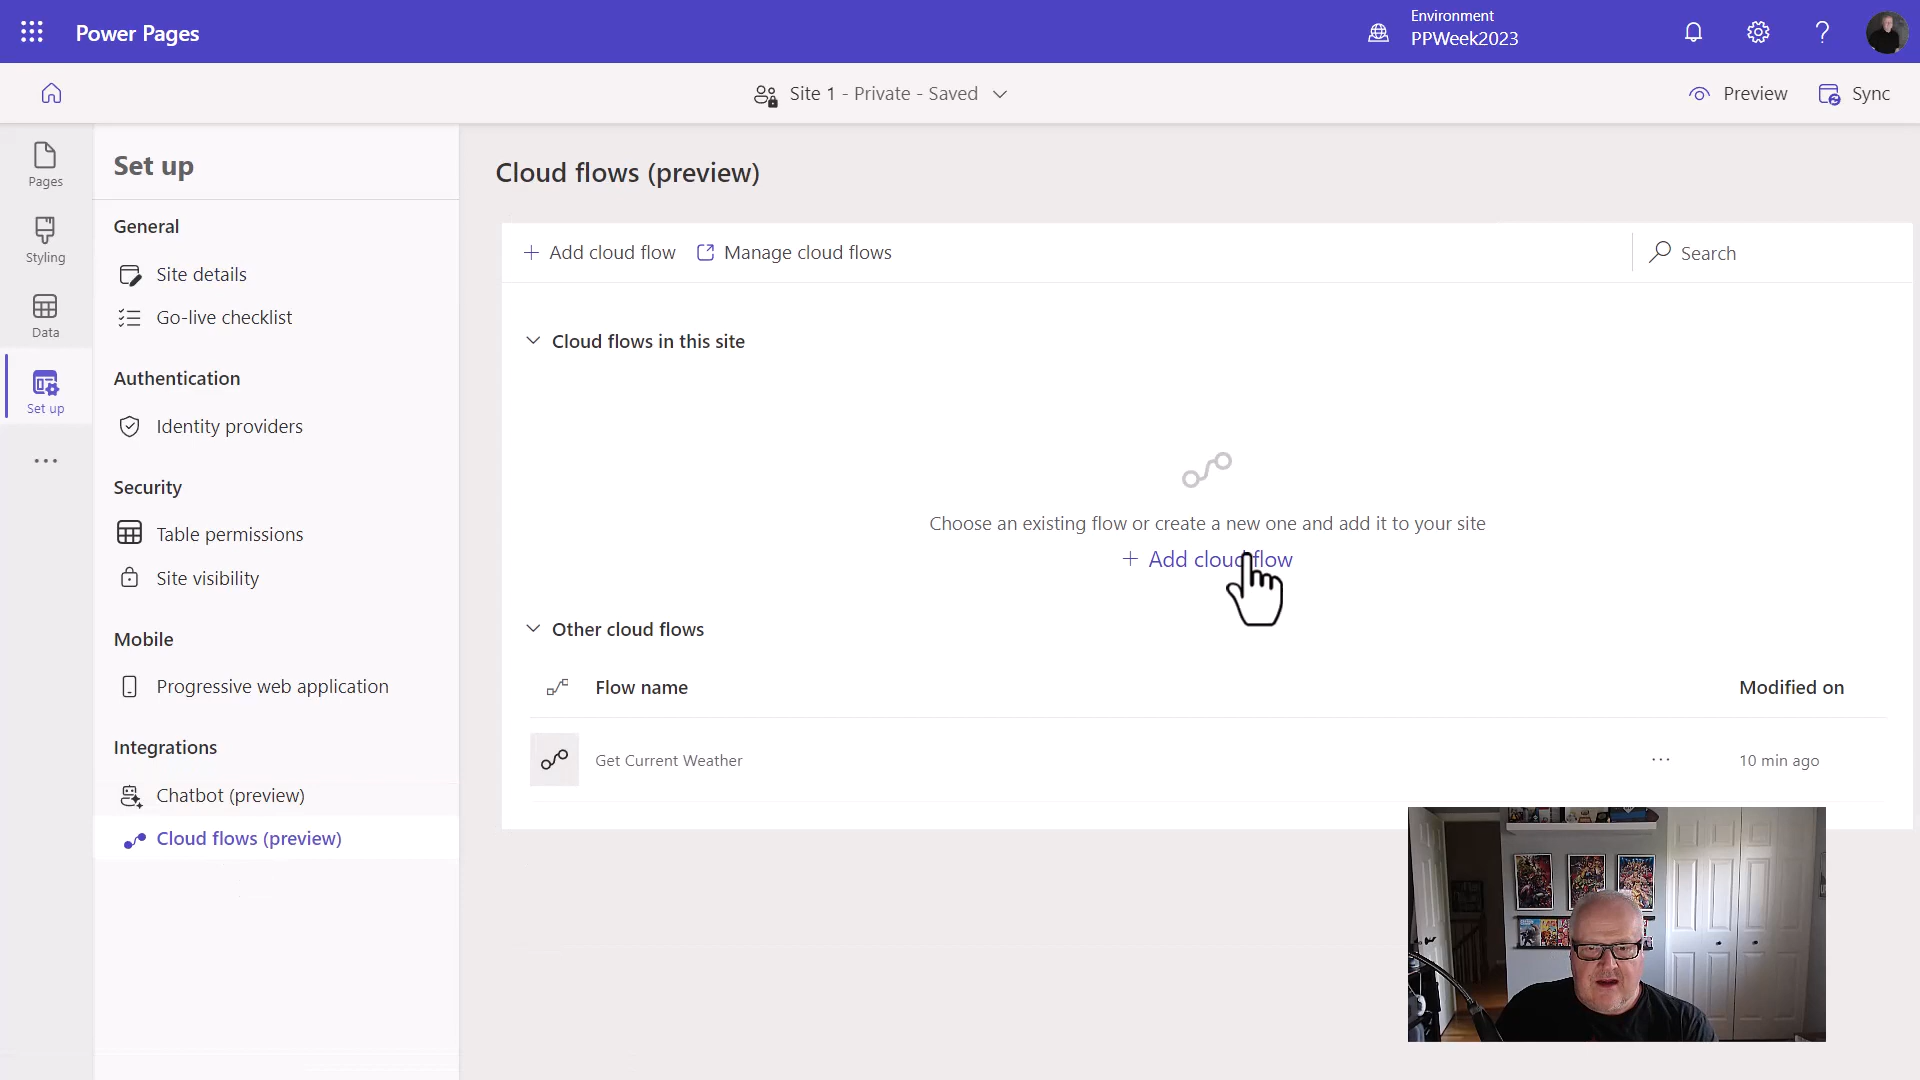 Power Pages
Environment
PPWeek2023
Site 1 - Private - Saved
Preview
Sync
Pages
Styling
Data
Set up
Set up
General
Site details
Go-live checklist
Authentication
Identity providers
Security
Table permissions
Site visibility
Mobile
Progressive web application
Integrations
Chatbot (preview)
Cloud flows (preview)
Cloud flows (preview)
Add cloud flow
Manage cloud flows
Search
Cloud flows in this site
Choose an existing flow or create a new one and add it to your site
Add cloud flow
Other cloud flows
Flow name
Modified on
Get Current Weather
10 min ago